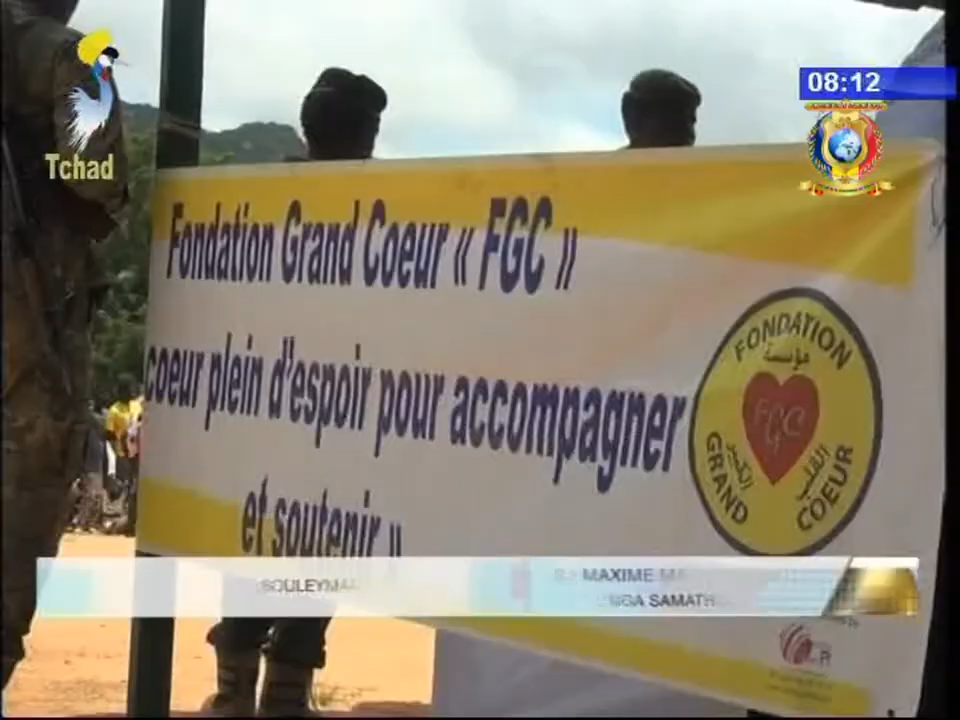 Tchad
08:12
Fondation Grand Coeur « FGC »
coeur plein d'espoir pour accompagner
et soutenir »
FONDATION
مؤسسة
FGC
القلب الكبير
GRAND COEUR
MAXIME